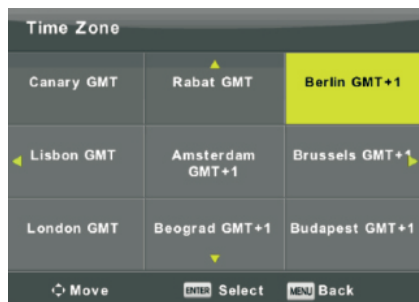 Time Zone
Canary GMT
Rabat GMT
Berlin GMT+1
Lisbon GMT
Amsterdam
GMT+1
Brussels GMT+1
London GMT
Beograd GMT+1
Budapest GMT+1
Move
ENTER Select
MENU Back